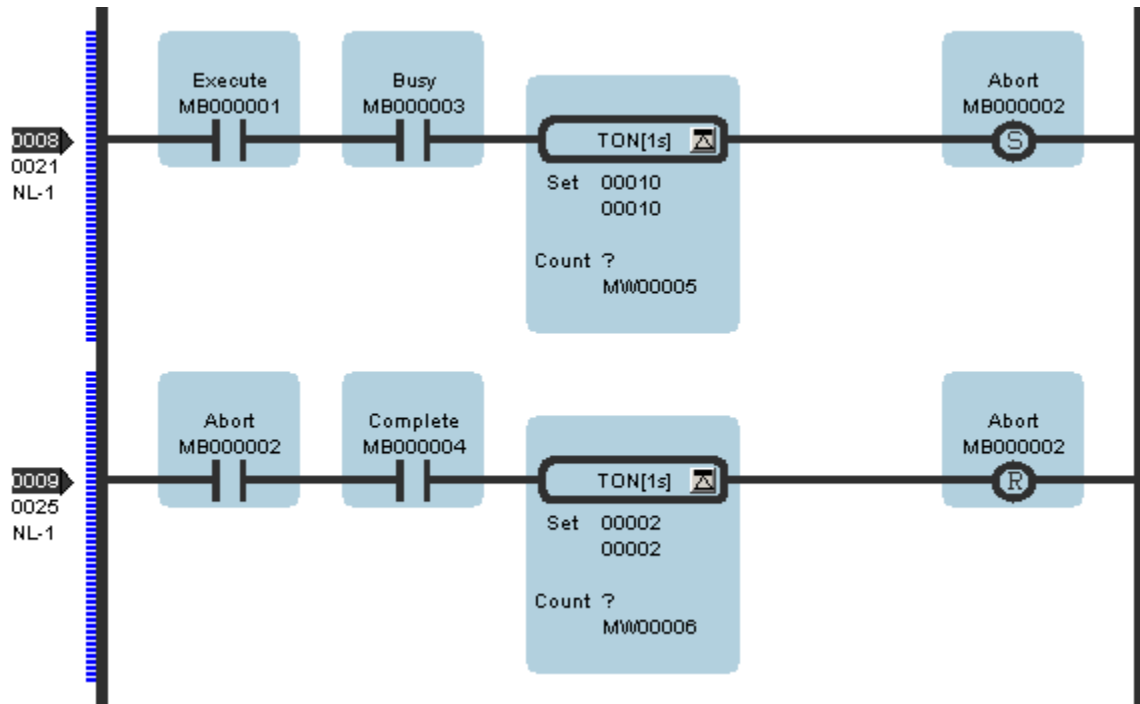 Execute
MB000001
Busy
MB000003
Abort
MB000002
0008
0021
NL-1
TON[1s]
S
Set 00010
00010
Count ?
MW00005
Abort
MB000002
Complete
MB000004
Abort
MB000002
0009
0025
NL-1
TON[1s]
R
Set 00002
00002
Count ?
MW00006